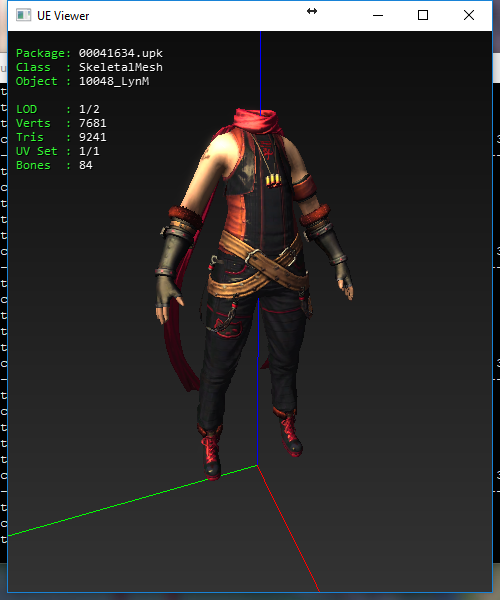 UE Viewer
Package: 00041634.upk
Class : SkeletalMesh
Object : 10048_LynM
LOD : 1/2
Verts : 7681
Tris : 9241
UV Set : 1/1
Bones : 84